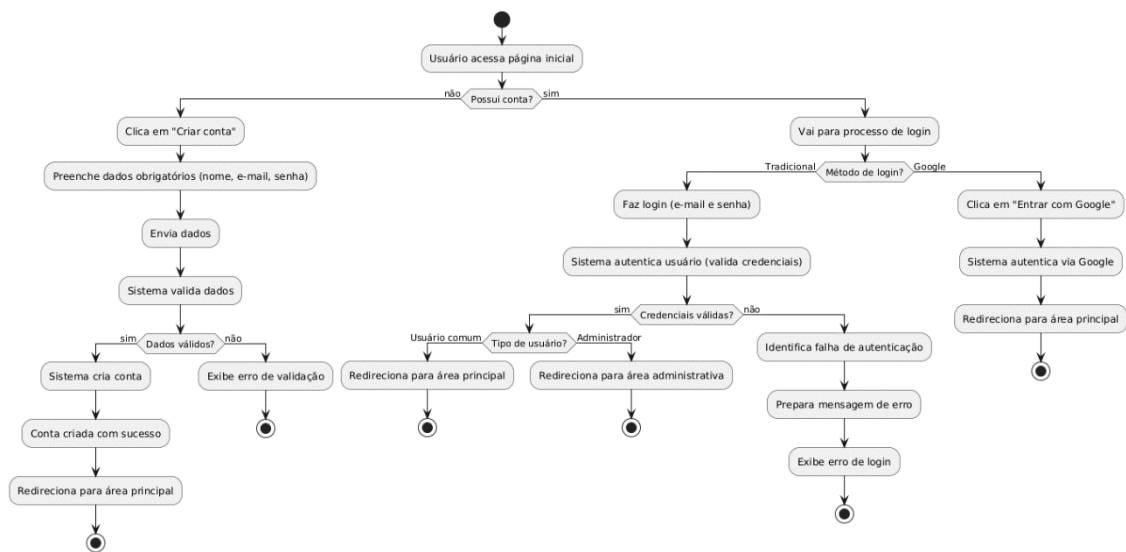 Usuário acessa página inicial
não
Possui conta?
sim
Clica em "Criar conta"
Preenche dados obrigatórios (nome, e-mail, senha)
Envia dados
Sistema valida dados
sim
Dados válidos?
não
Sistema cria conta
Conta criada com sucesso
Redireciona para área principal
Exibe erro de validação
Vai para processo de login
Tradicional
Método de login?
Google
Faz login (e-mail e senha)
Sistema autentica usuário (valida credenciais)
sim
Credenciais válidas?
não
Usuário comum
Tipo de usuário?
Administrador
Redireciona para área principal
Redireciona para área administrativa
Identifica falha de autenticação
Prepara mensagem de erro
Exibe erro de login
Clica em "Entrar com Google"
Sistema autentica via Google
Redireciona para área principal